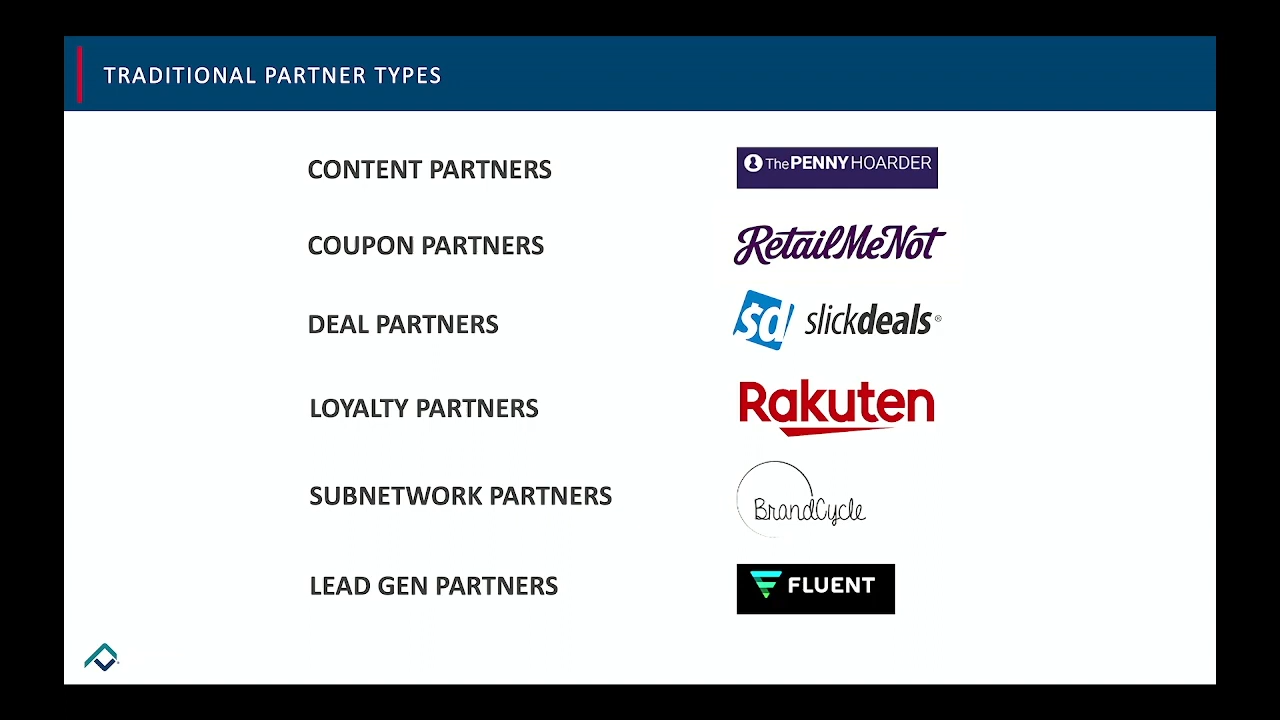 TRADITIONAL PARTNER TYPES
CONTENT PARTNERS
The PENNY HOARDER
COUPON PARTNERS
RetailMeNot
DEAL PARTNERS
sd slickdeals®
LOYALTY PARTNERS
Rakuten
SUBNETWORK PARTNERS
BrandCycle
LEAD GEN PARTNERS
FLUENT